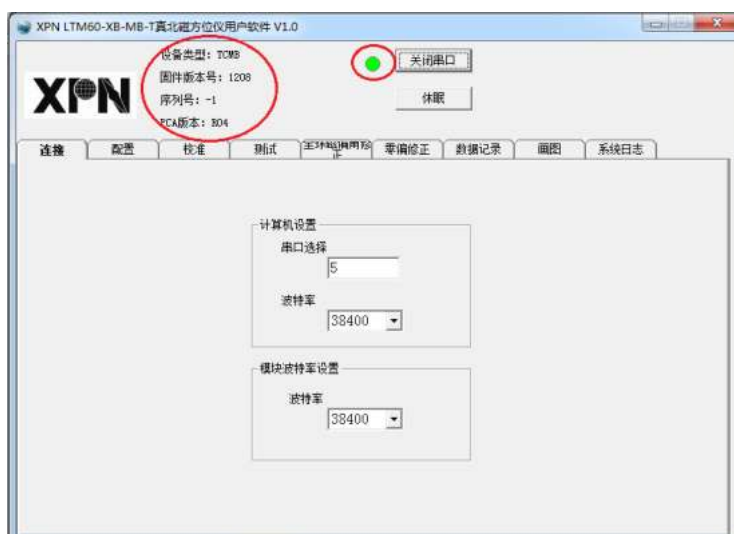 XPN LTM60-XB-MB-T真北磁方位仪用户软件 V1.0
设备类型: TCMB
固件版本号: 1208
序列号: -1
PCA版本: R04
XPN
关闭串口
休眠
连接 配置 校准 测试 零偏修正 数据记录 画图 系统日志
计算机设置
串口选择
5
波特率
38400
模块波特率设置
波特率
38400